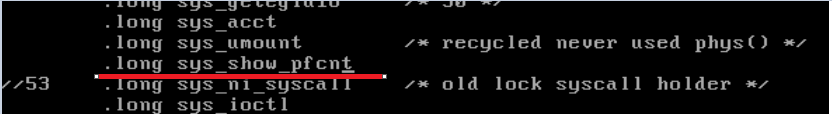 .long sys_getegid16 /* 50 */
.long sys_acct
.long sys_umount /* recycled never used phys() */
.long sys_show_pfcnt
//53 .long sys_ni_syscall /* old lock syscall holder */
.long sys_ioctl